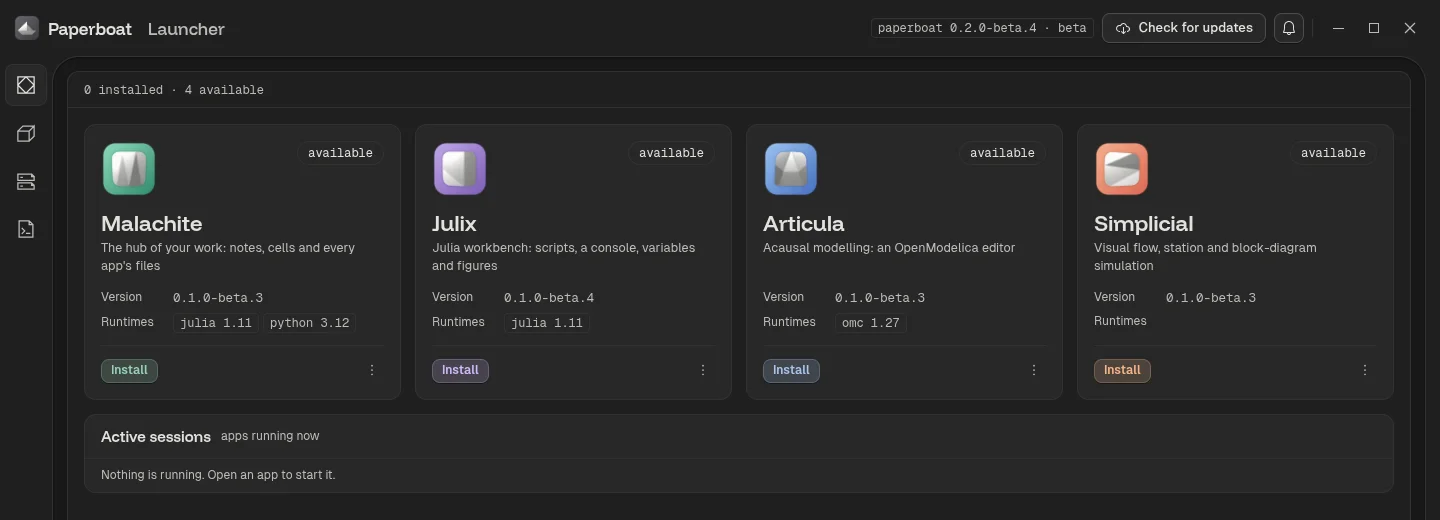 Paperboat Launcher
paperboat 0.2.0-beta.4 · beta
Check for updates
0 installed · 4 available
available
Malachite
The hub of your work: notes, cells and every
app's files
Version 0.1.0-beta.3
Runtimes julia 1.11 python 3.12
Install
available
Julix
Julia workbench: scripts, a console, variables
and figures
Version 0.1.0-beta.4
Runtimes julia 1.11
Install
available
Articula
Acausal modelling: an OpenModelica editor
Version 0.1.0-beta.3
Runtimes omc 1.27
Install
available
Simplicial
Visual flow, station and block-diagram
simulation
Version 0.1.0-beta.3
Runtimes
Install
Active sessions apps running now
Nothing is running. Open an app to start it.